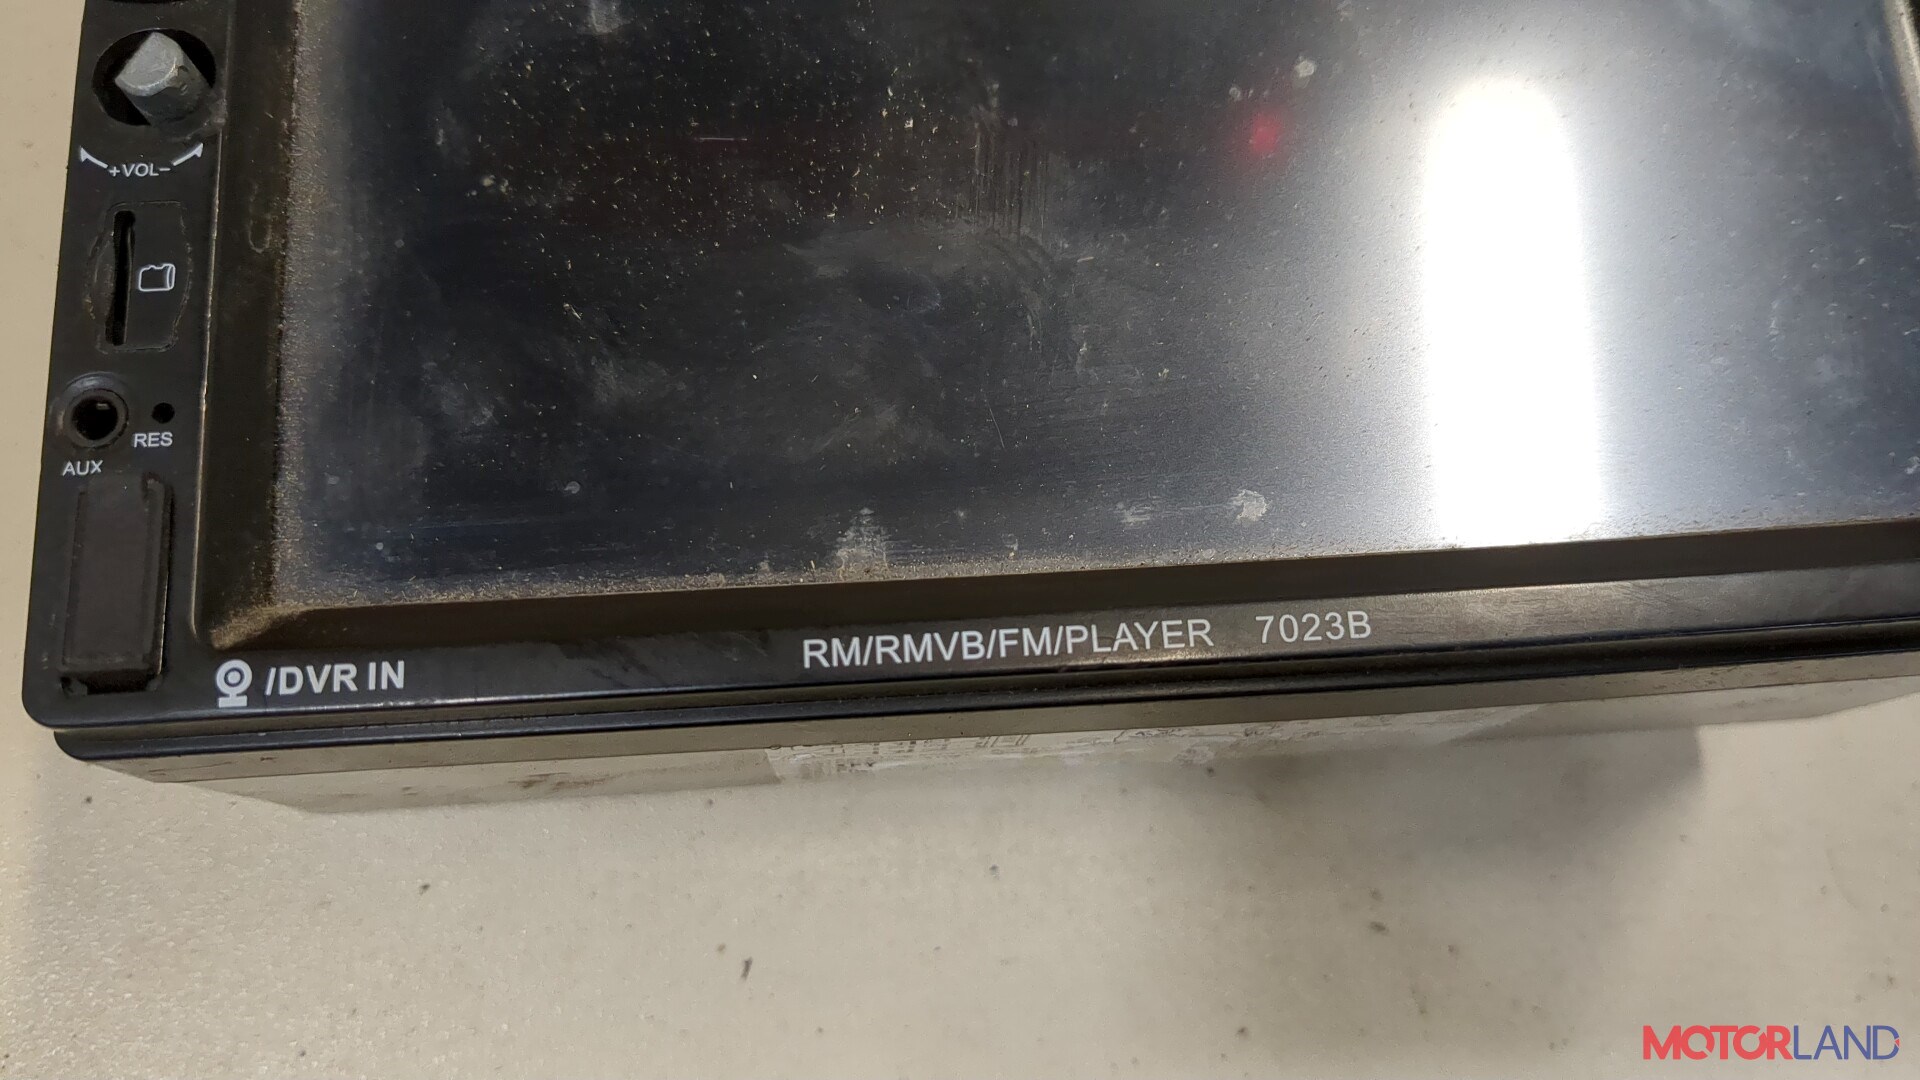 +VOL-
RES
AUX
/DVR IN
RM/RMVB/FM/PLAYER 7023B
MOTORLAND